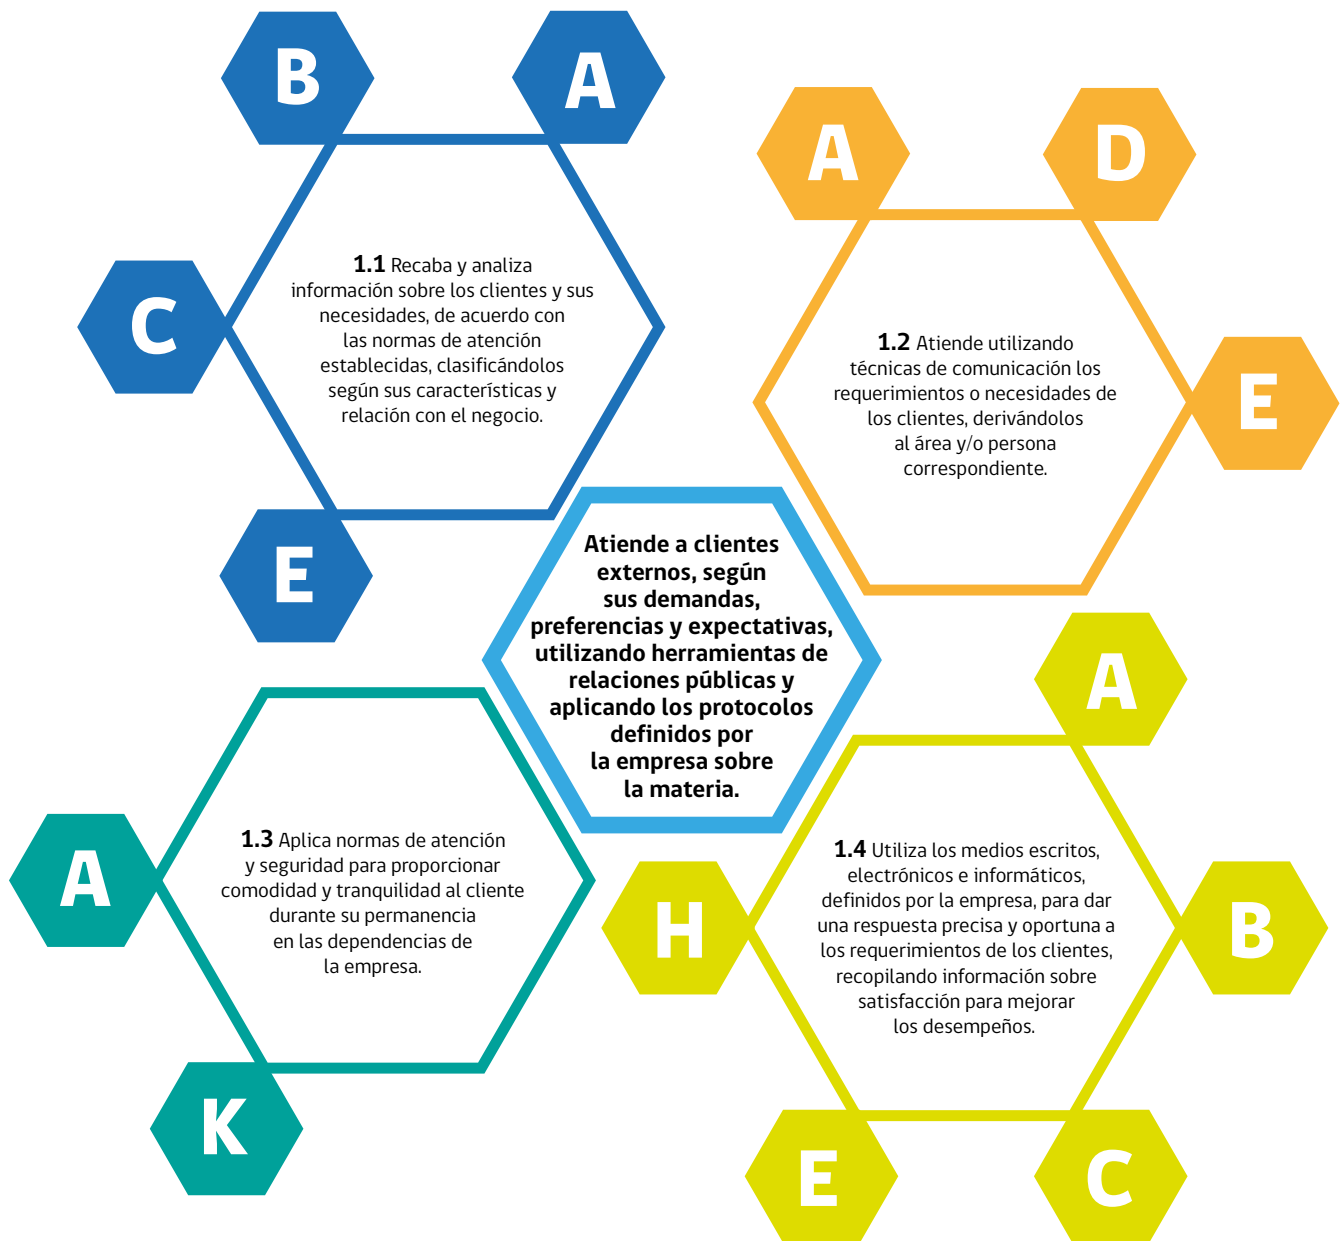 B
A
C
E
1.1 Recaba y analiza
información sobre los clientes y sus
necesidades, de acuerdo con
las normas de atención
establecidas, clasificándolos
según sus características y
relación con el negocio.
A
D
E
1.2 Atiende utilizando
técnicas de comunicación los
requerimientos o necesidades de
los clientes, derivándolos
al área y/o persona
correspondiente.
Atiende a clientes
externos, según
sus demandas,
preferencias y expectativas,
utilizando herramientas de
relaciones públicas y
aplicando los protocolos
definidos por
la empresa sobre
la materia.
A
K
1.3 Aplica normas de atención
y seguridad para proporcionar
comodidad y tranquilidad al cliente
durante su permanencia
en las dependencias de
la empresa.
A
H
B
E
C
1.4 Utiliza los medios escritos,
electrónicos e informáticos,
definidos por la empresa, para dar
una respuesta precisa y oportuna a
los requerimientos de los clientes,
recopilando información sobre
satisfacción para mejorar
los desempeños.